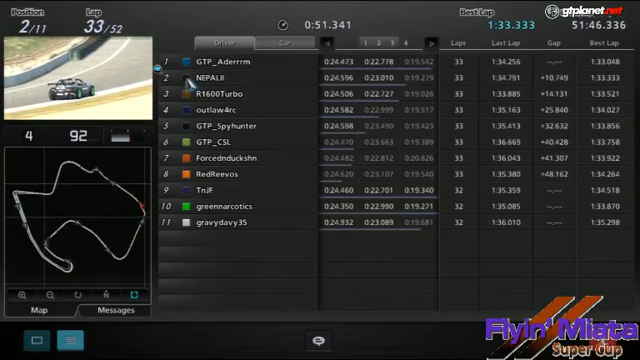 Position Lap
2/11 33/52
0:51.341
Best Lap
1:33.333
gtplanet.net
51:46.336
Driver Car 1 2 3 4 Laps Last Lap Gap Best Lap
1 GTP_Aderrrm 0:24.473 0:22.778 0:19.542 33 1:34.256 --.--- 1:33.048
2 NEPALII 0:24.596 0:23.010 0:19.279 33 1:34.791 +10.749 1:33.333
3 R1600Turbo 0:24.506 0:22.727 0:19.026 33 1:33.885 +14.131 1:33.521
4 outlaw4rc 0:24.582 0:22.999 33 1:35.163 +25.840 1:34.027
5 GTP_Spyhunter 0:24.598 0:23.490 0:19.423 33 1:35.413 +32.632 1:33.795
6 GTP_CSL 0:24.470 0:23.663 0:19.389 33 1:36.669 +40.428 1:33.758
7 Forcednduckshn 0:24.482 0:22.812 0:20.826 33 1:36.043 +41.307 1:33.922
8 RedReevos 0:24.620 0:23.107 0:19.540 33 1:35.380 +48.162 1:34.264
9 TnJF 0:24.460 0:22.701 0:19.340 32 1:35.359 --.--- 1:34.518
10 greennarcotics 0:24.350 0:22.990 0:19.271 32 1:35.085 --.--- 1:33.870
11 gravydavy35 0:24.932 0:23.089 0:19.681 32 1:36.010 --.--- 1:35.298
4 92
N
Map Messages
Flyin' Miata
Super Cup